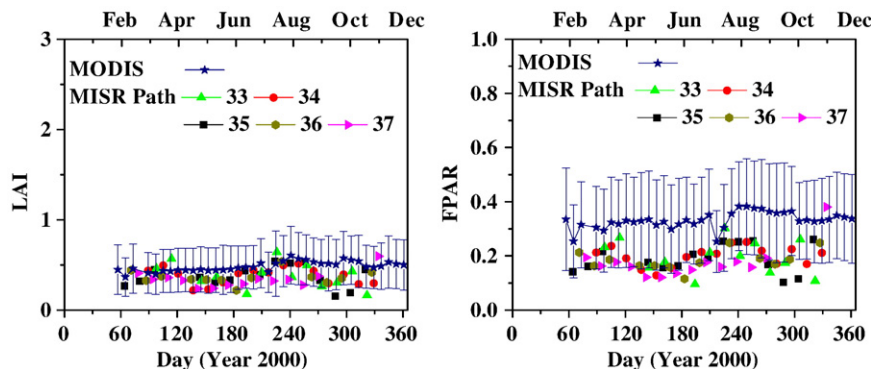 Feb Apr Jun Aug Oct Dec
3
2
1
0
LAI
MODIS
MISR Path 33 34
35 36 37
0 60 120 180 240 300 360
Day (Year 2000)
Feb Apr Jun Aug Oct Dec
1.0
0.8
0.6
0.4
0.2
0.0
FPAR
MODIS
MISR Path 33 34
35 36 37
0 60 120 180 240 300 360
Day (Year 2000)